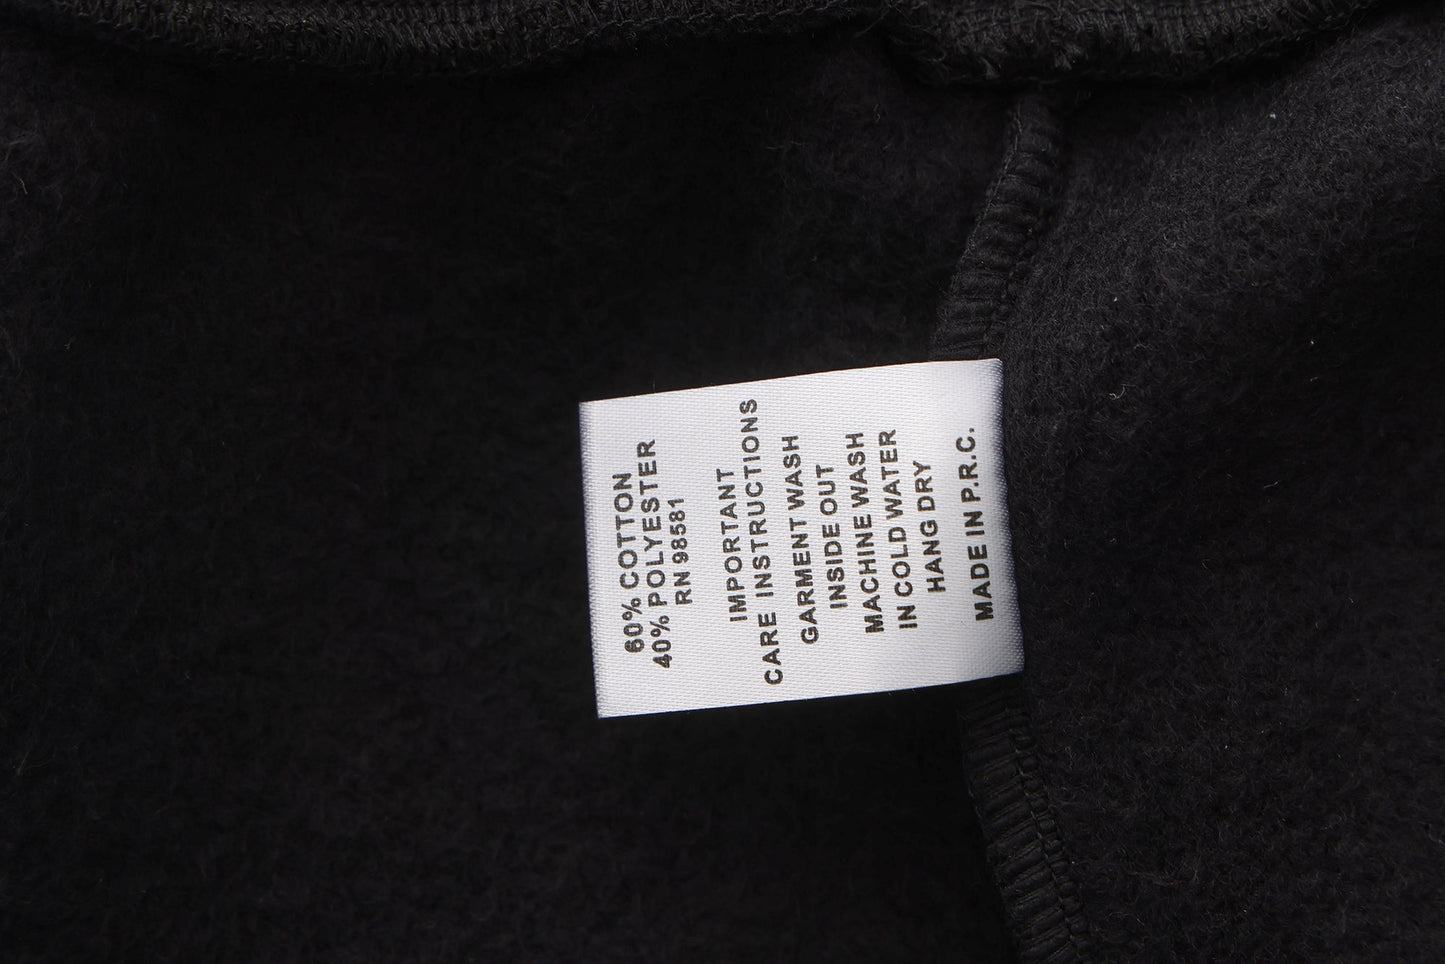 60% COTTON
40% POLYESTER
RN 98581
IMPORTANT
CARE INSTRUCTIONS
GARMENT WASH
INSIDE OUT
MACHINE WASH
IN COLD WATER
HANG DRY
MADE IN P.R.C.